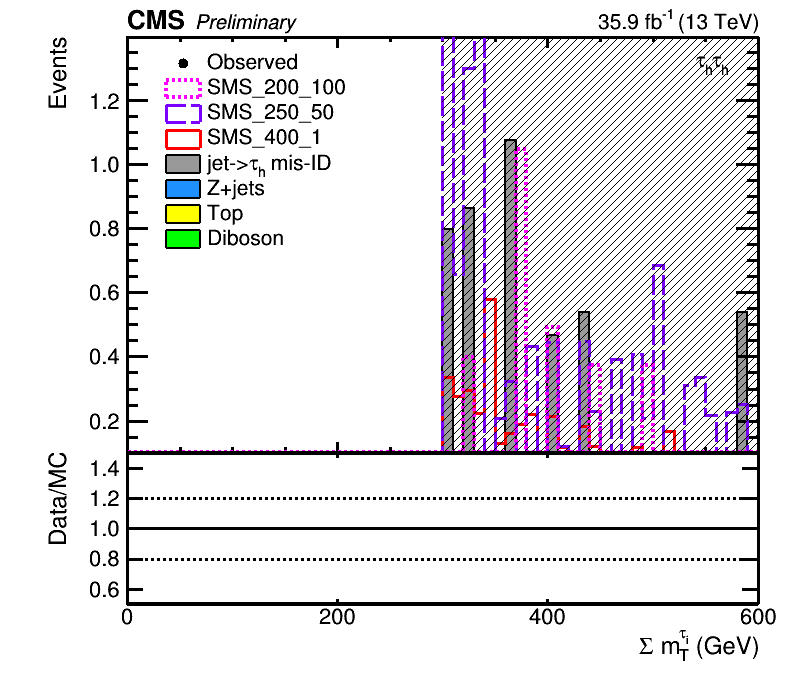 CMS Preliminary 35.9 fb⁻¹ (13 TeV)
Events
τhτh
Observed
SMS_200_100
SMS_250_50
SMS_400_1
jet->τh mis-ID
Z+jets
Top
Diboson
1.2
1.0
0.8
0.6
0.4
0.2
Data/MC
1.4
1.2
1.0
0.8
0.6
0 200 400 600
Σ mTτi (GeV)